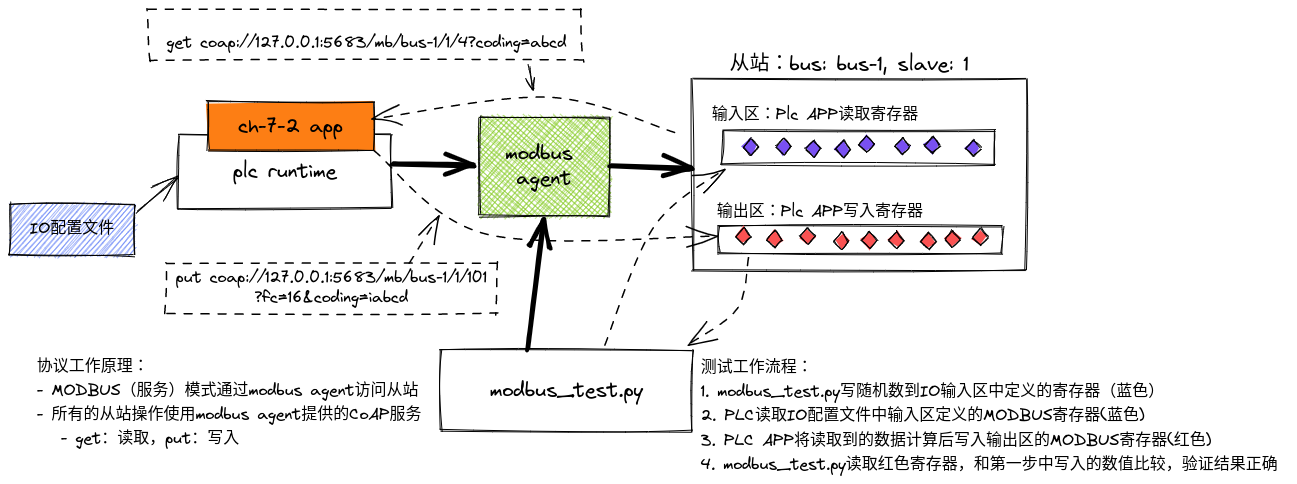 get coap://127.0.0.1:5683/mb/bus-1/1/4?coding=abcd
从站：bus: bus-1, slave: 1
输入区：Plc APP读取寄存器
ch-7-2 app
plc runtime
modbus
agent
IO配置文件
输出区：Plc APP写入寄存器
put coap://127.0.0.1:5683/mb/bus-1/1/101
?fc=16&coding=iabcd
modbus_test.py
协议工作原理：
- MODBUS（服务）模式通过modbus agent访问从站
- 所有的从站操作使用modbus agent提供的CoAP服务
- get：读取，put：写入
测试工作流程：
1. modbus_test.py写随机数到IO输入区中定义的寄存器（蓝色）
2. PLC读取IO配置文件中输入区定义的MODBUS寄存器(蓝色)
3. PLC APP将读取到的数据计算后写入输出区的MODBUS寄存器(红色)
4. modbus_test.py读取红色寄存器，和第一步中写入的数值比较，验证结果正确